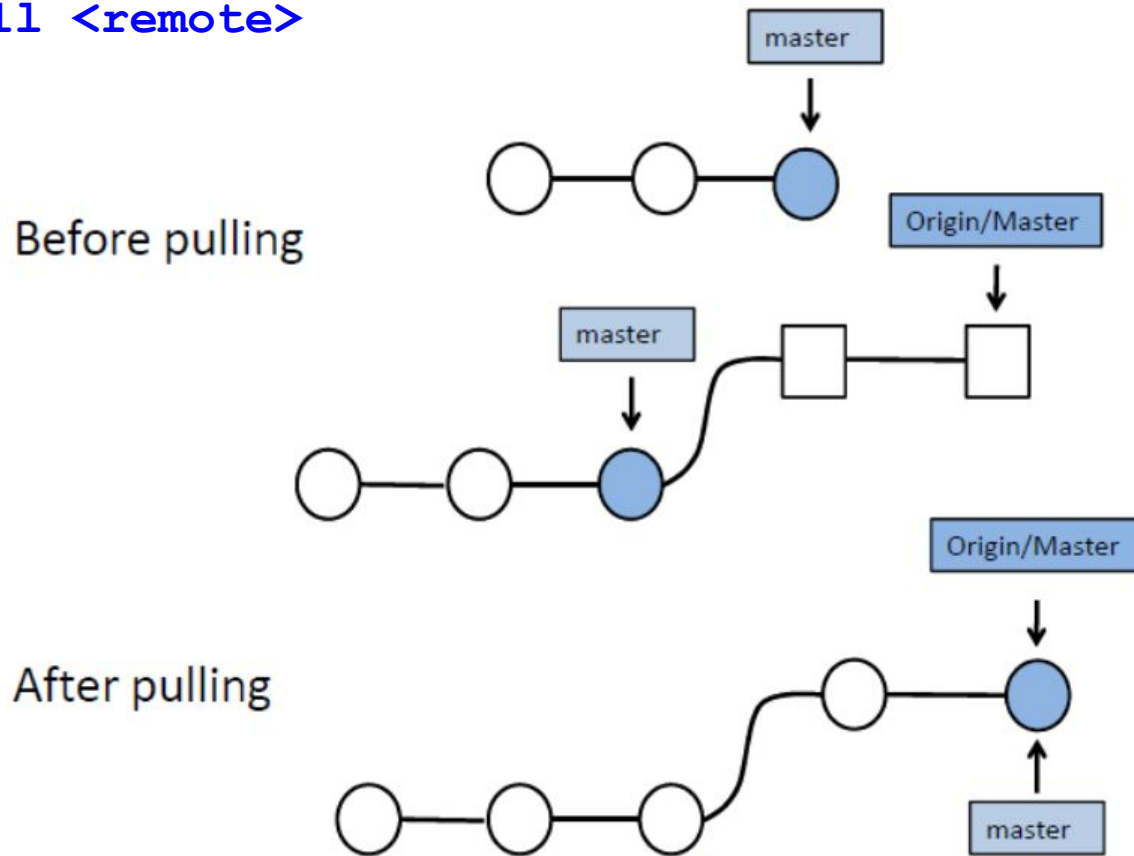 ll <remote>
master
Origin/Master
Before pulling
master
Origin/Master
After pulling
master